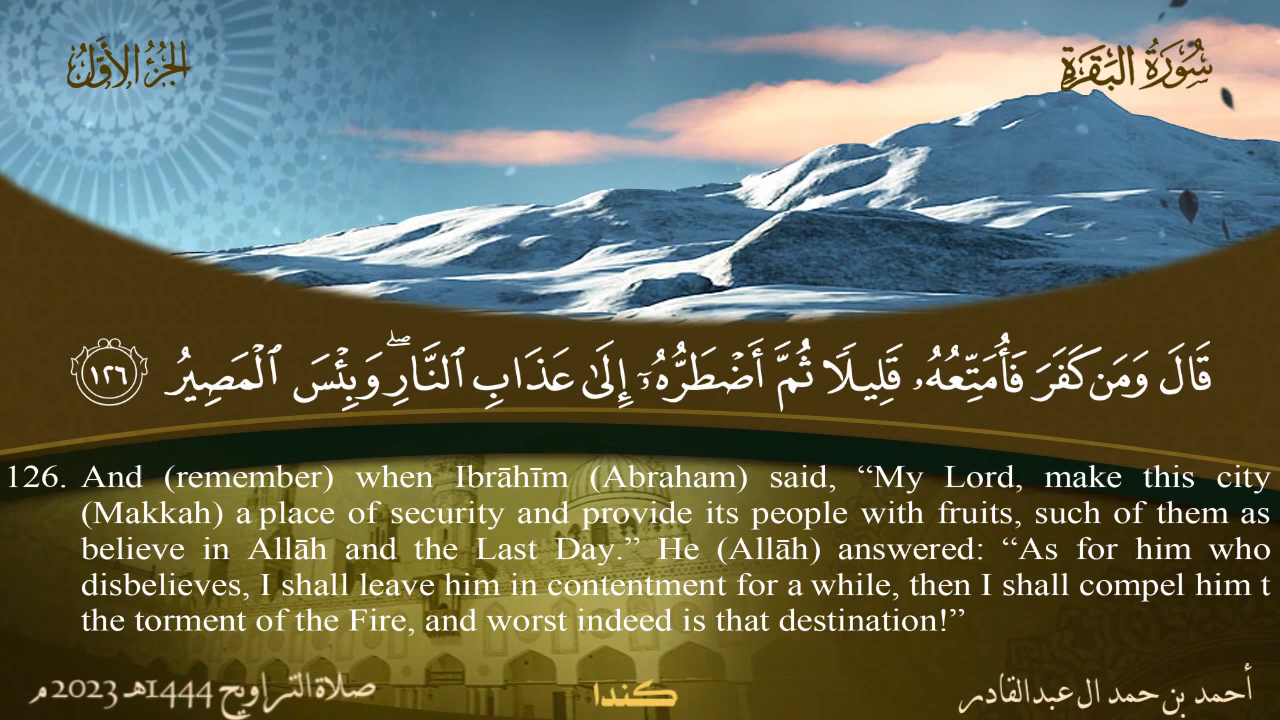 سُورَةُ البَقَرَةِ
الجُزْءُ الأَوَّلُ
قَالَ وَمَن كَفَرَ فَأُمَتِّعُهُۥ قَلِيلًا ثُمَّ أَضْطَرُّهُۥٓ إِلَىٰ عَذَابِ ٱلنَّارِ ۖ وَبِئْسَ ٱلْمَصِيرُ ١٢٦
126. And (remember) when Ibrāhīm (Abraham) said, “My Lord, make this city
(Makkah) a place of security and provide its people with fruits, such of them as
believe in Allāh and the Last Day.” He (Allāh) answered: “As for him who
disbelieves, I shall leave him in contentment for a while, then I shall compel him t
the torment of the Fire, and worst indeed is that destination!”
أحمد بن حمد ال عبدالقادر
كندا
صلاة التراويح 1444هـ 2023م